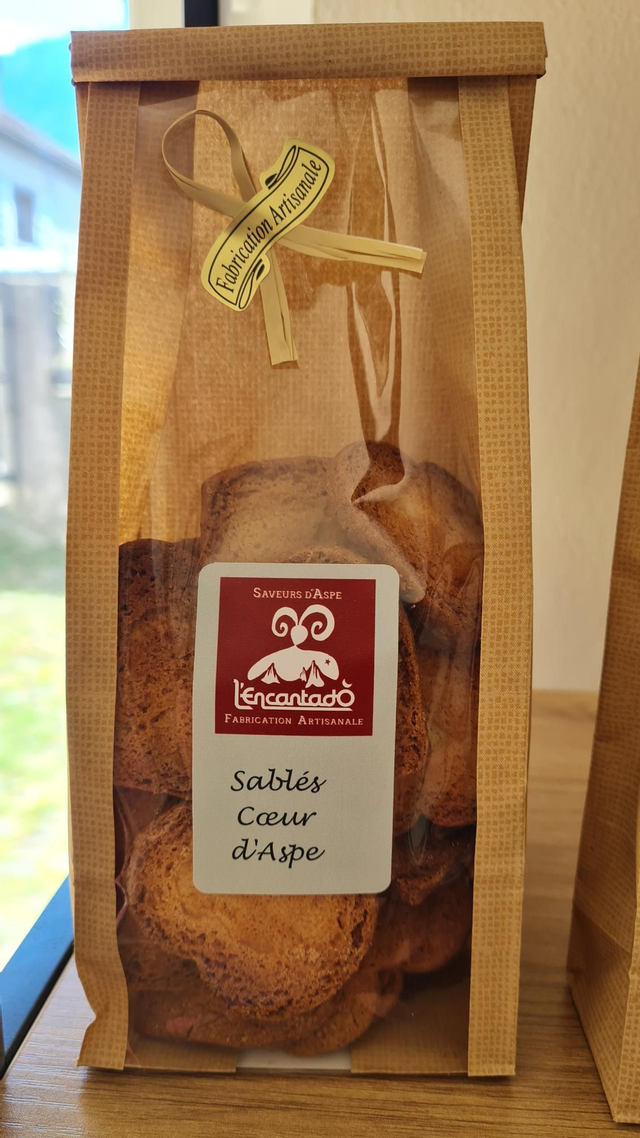 Fabrication Artisanale
Saveurs d'Aspe
l'EncantadÒ
Fabrication Artisanale
Sablés
Cœur
d'Aspe